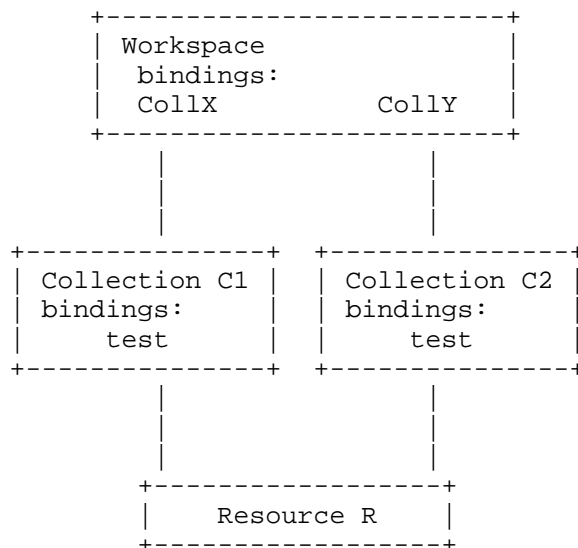 Workspace
bindings:
CollX CollY
Collection C1 Collection C2
bindings: bindings:
test test
Resource R